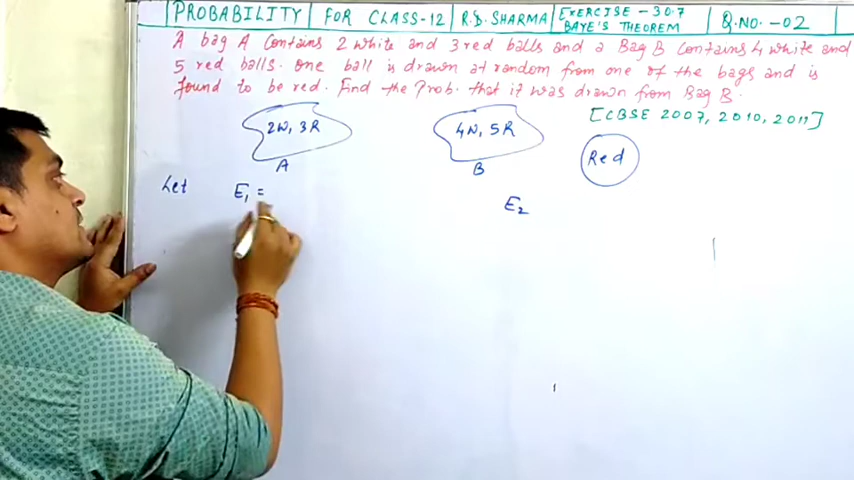 PROBABILITY FOR CLASS-12 R.D. SHARMA EXERCISE-30.7 BAYE'S THEOREM Q.NO.-02
A bag A contains 2 white and 3 red balls and a Bag B contains 4 white and
5 red balls. one ball is drawn at random from one of the bags and is
found to be red. Find the Prob. that it was drawn from Bag B.
[CBSE 2007, 2010, 2011]
2W, 3R 4W, 5R Red
A B
Let E1 = E2